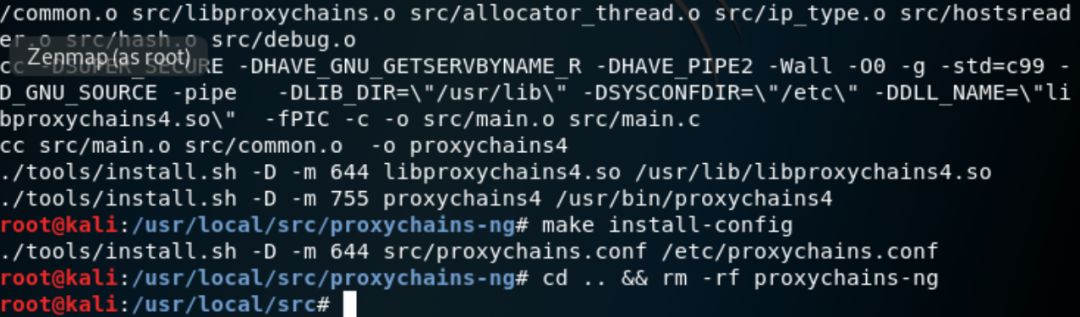 /common.o src/libproxychains.o src/allocator_thread.o src/ip_type.o src/hostsread
er.o src/hash.o src/debug.o
Zenmap (as root)
cc -DSUPER_SECURE -DHAVE_GNU_GETSERVBYNAME_R -DHAVE_PIPE2 -Wall -O0 -g -std=c99 -
D_GNU_SOURCE -pipe   -DLIB_DIR=\"/usr/lib\" -DSYSCONFDIR=\"/etc\" -DDLL_NAME=\"li
bproxychains4.so\"  -fPIC -c -o src/main.o src/main.c
cc src/main.o src/common.o  -o proxychains4
./tools/install.sh -D -m 644 libproxychains4.so /usr/lib/libproxychains4.so
./tools/install.sh -D -m 755 proxychains4 /usr/bin/proxychains4
root@kali:/usr/local/src/proxychains-ng# make install-config
./tools/install.sh -D -m 644 src/proxychains.conf /etc/proxychains.conf
root@kali:/usr/local/src/proxychains-ng# cd .. && rm -rf proxychains-ng
root@kali:/usr/local/src#